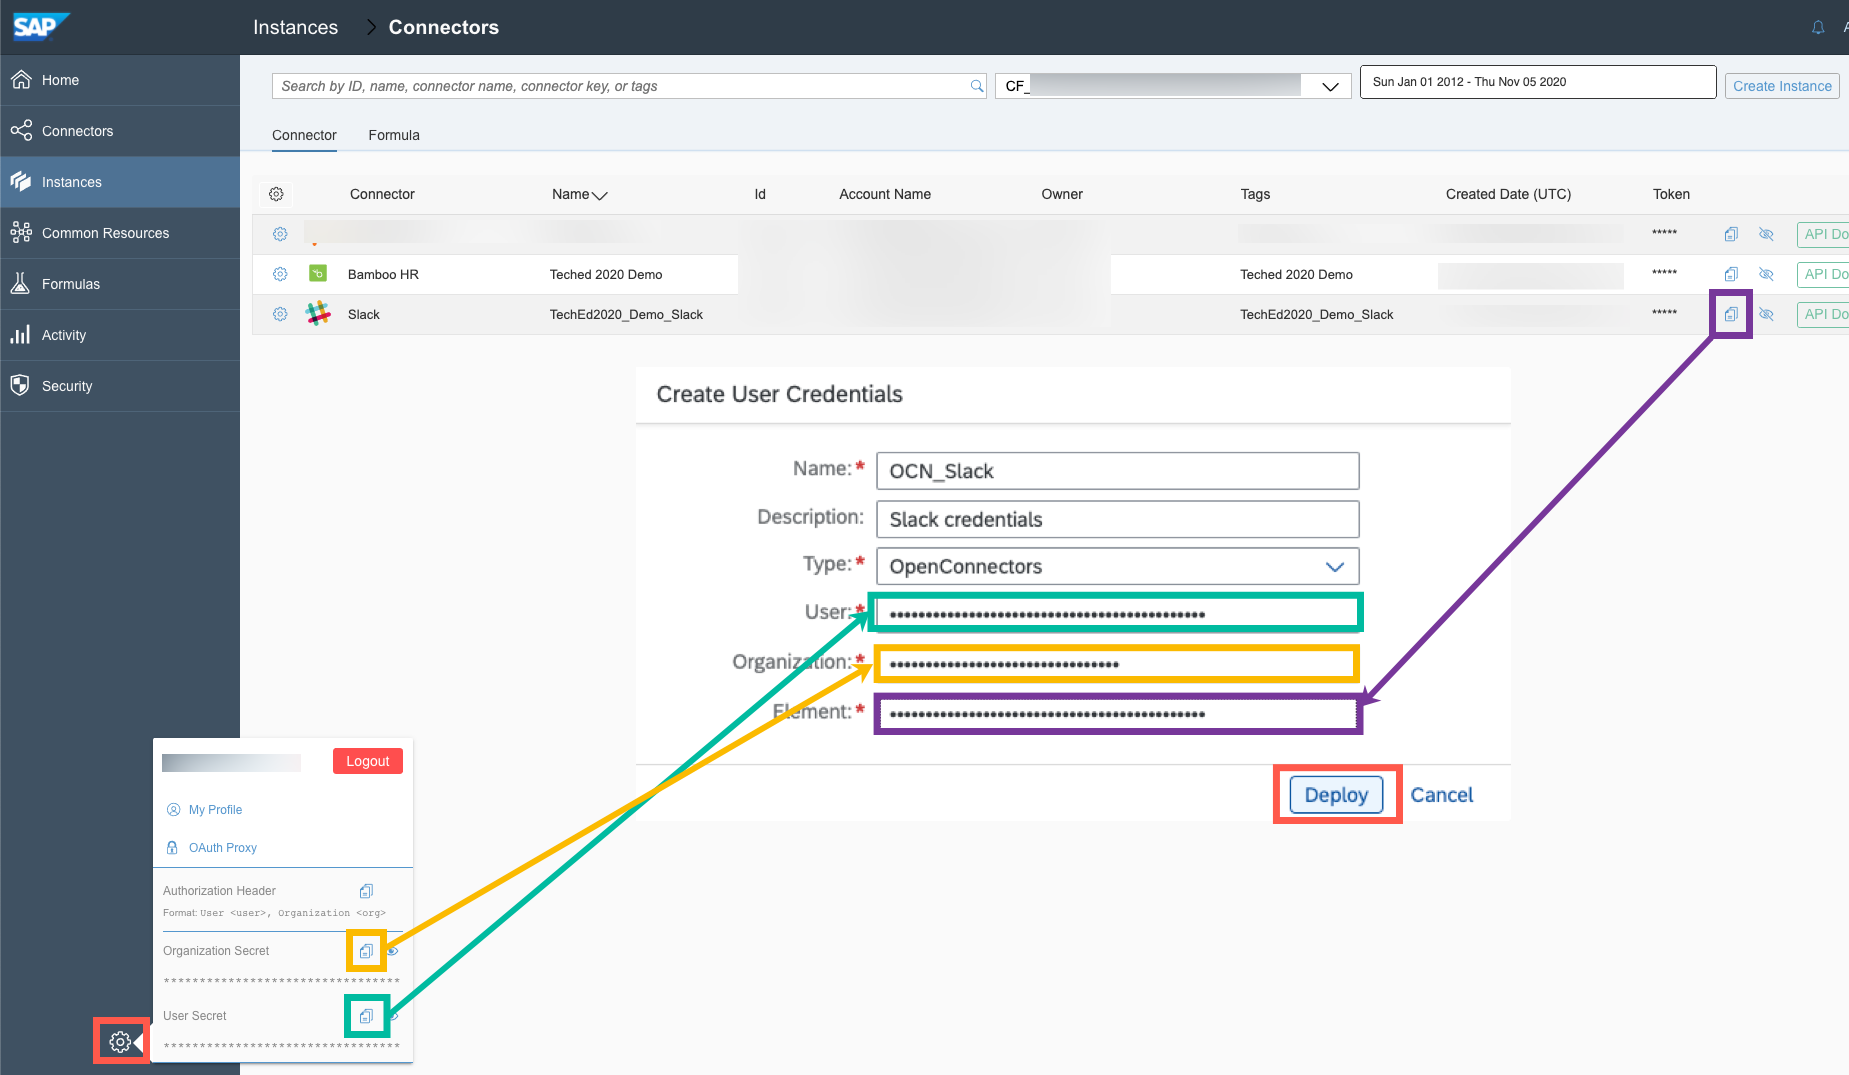 SAP
Instances > Connectors
A
Home
Connectors
Instances
Common Resources
Formulas
Activity
Security
Search by ID, name, connector name, connector key, or tags
CF_
Sun Jan 01 2012 - Thu Nov 05 2020
Create Instance
Connector Formula
Connector Name Id Account Name Owner Tags Created Date (UTC) Token
***** API Do
Bamboo HR Teched 2020 Demo Teched 2020 Demo ***** API Do
Slack TechEd2020_Demo_Slack TechEd2020_Demo_Slack ***** API Do
Create User Credentials
Name:* OCN_Slack
Description: Slack credentials
Type:* OpenConnectors
User:*
Organization:*
Element:*
Deploy Cancel
Logout
My Profile
OAuth Proxy
Authorization Header
Format: User <user>, Organization <org>
Organization Secret
*********************************
User Secret
*********************************